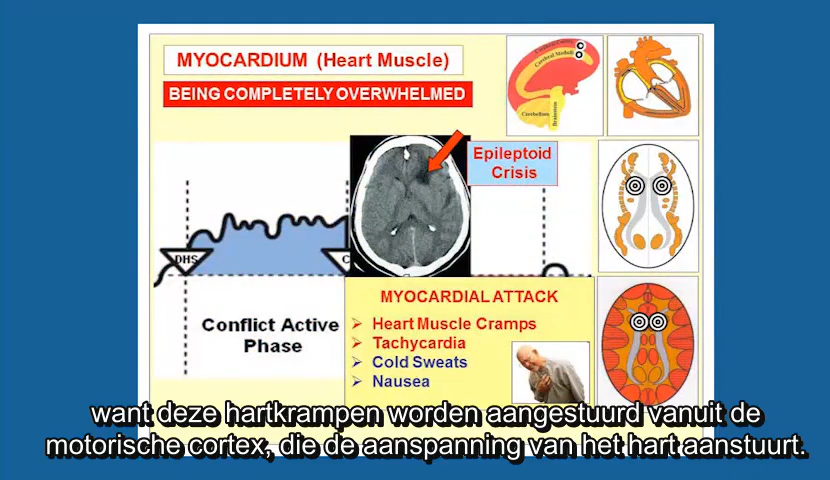 MYOCARDIUM (Heart Muscle)
BEING COMPLETELY OVERWHELMED
Cerebral Medulla
Cerebellum
Brainstem
Epileptoid
Crisis
DHS
C
Conflict Active
Phase
MYOCARDIAL ATTACK
➢ Heart Muscle Cramps
➢ Tachycardia
➢ Cold Sweats
➢ Nausea
want deze hartkrampen worden aangestuurd vanuit de
motorische cortex, die de aanspanning van het hart aanstuurt.